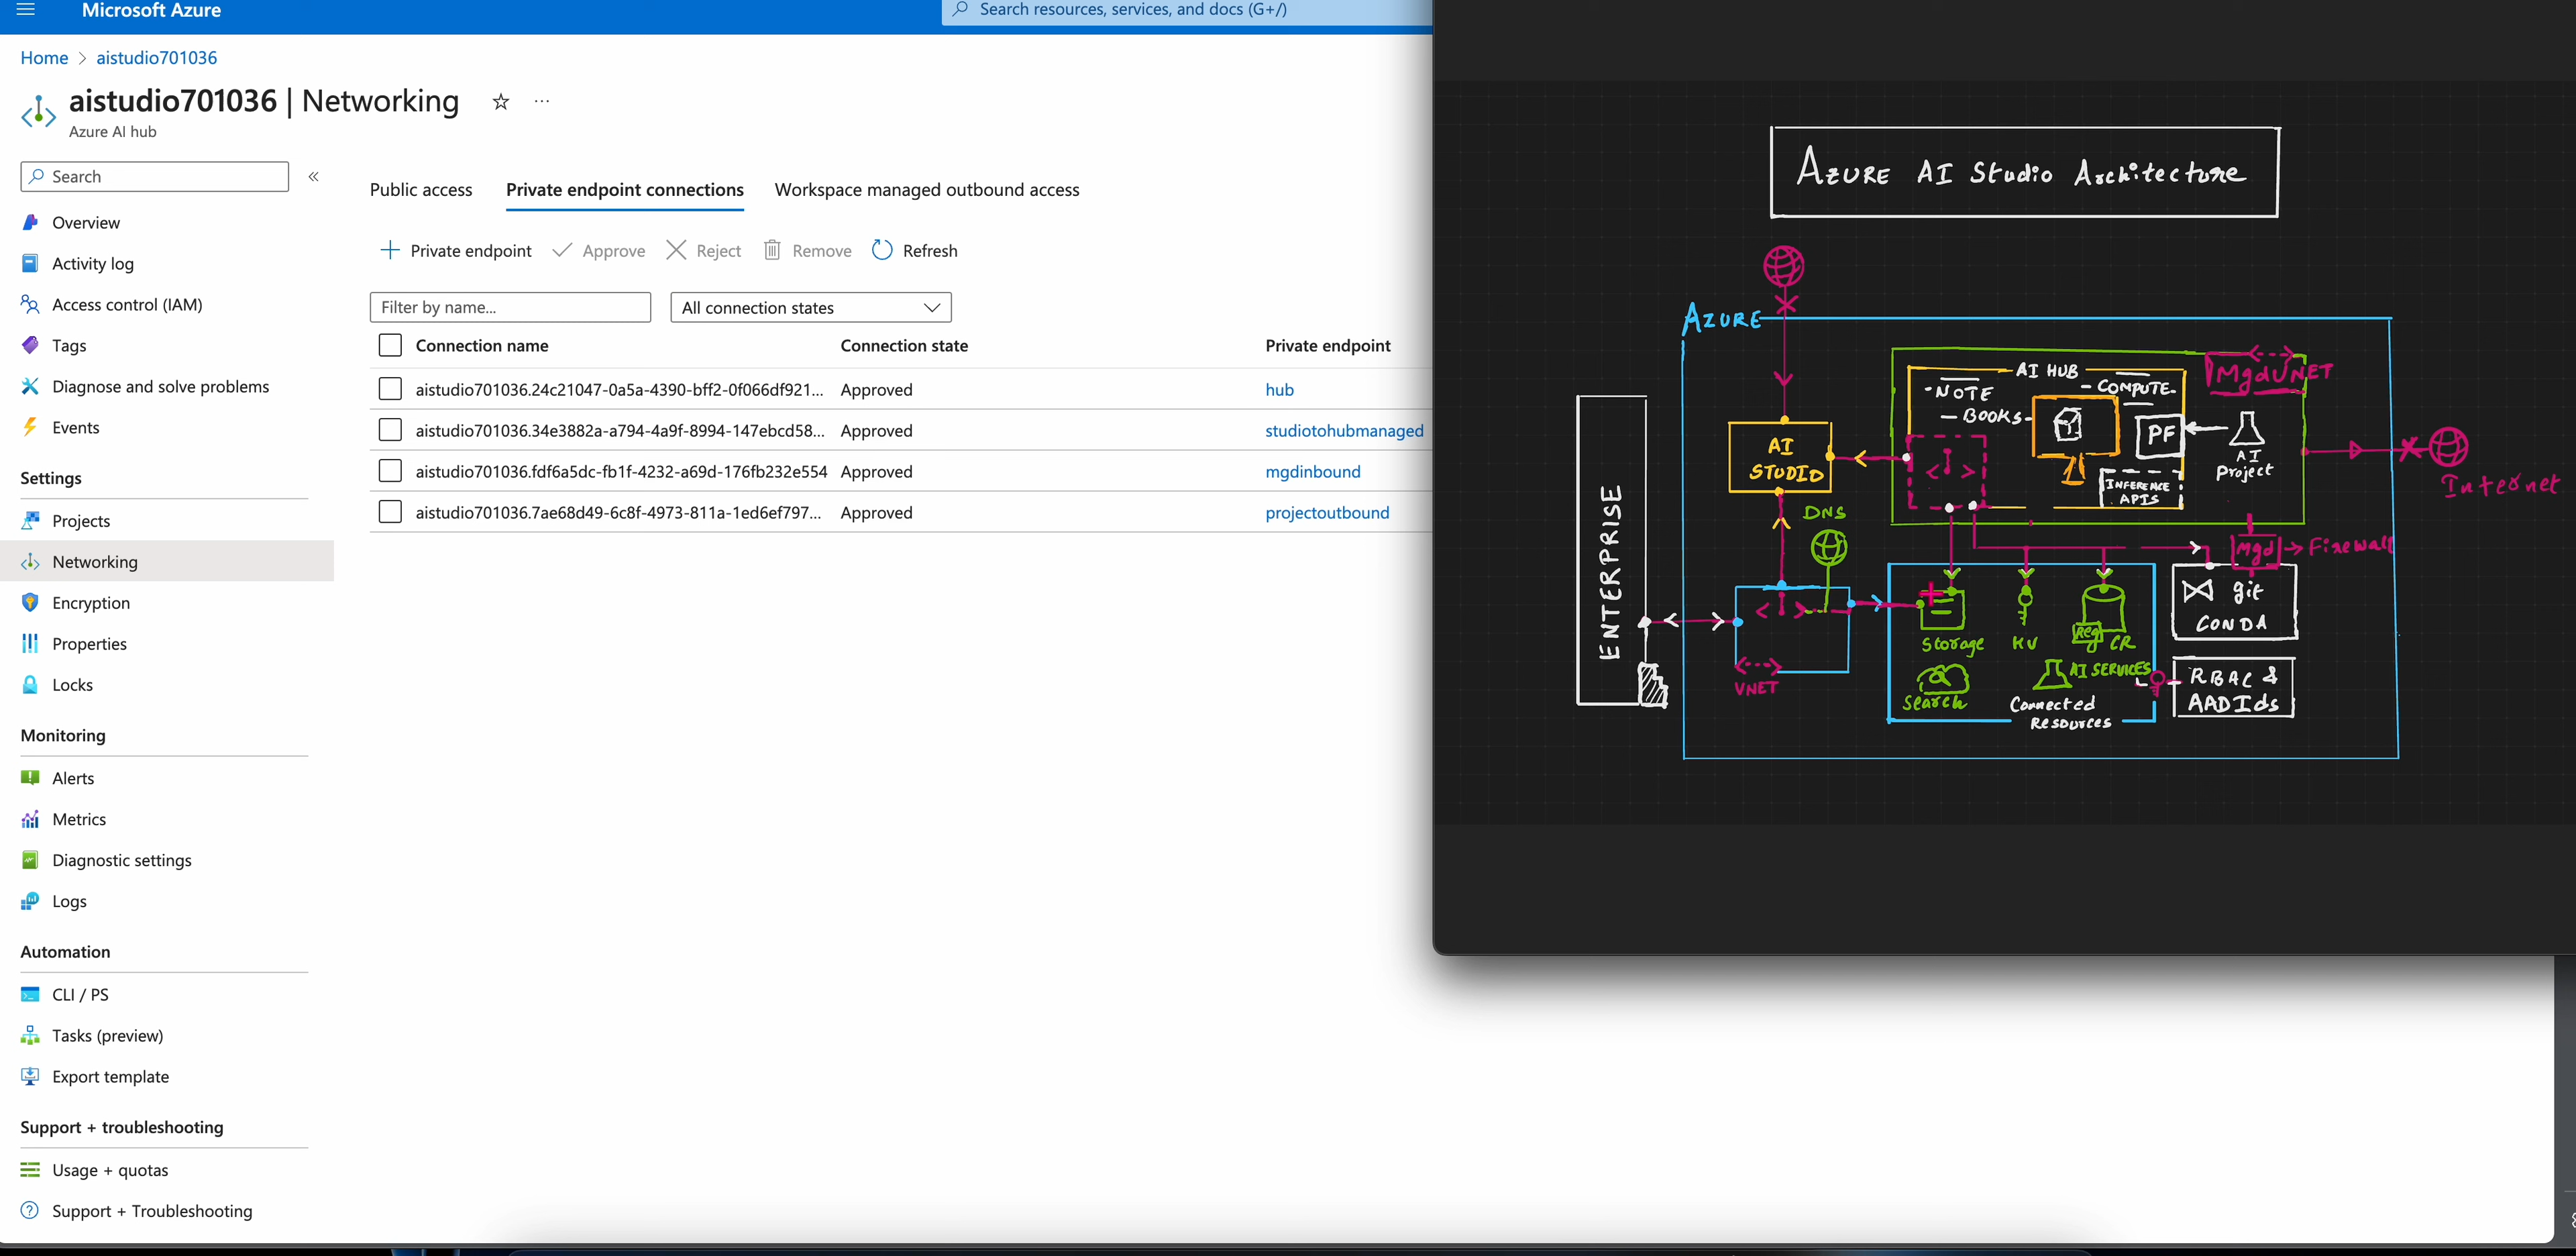 Microsoft Azure
Search resources, services, and docs (G+/)
Home > aistudio701036
aistudio701036 | Networking
Azure AI hub
Search
Overview
Activity log
Access control (IAM)
Tags
Diagnose and solve problems
Events
Settings
Projects
Networking
Encryption
Properties
Locks
Monitoring
Alerts
Metrics
Diagnostic settings
Logs
Automation
CLI / PS
Tasks (preview)
Export template
Support + troubleshooting
Usage + quotas
Support + Troubleshooting
Public access Private endpoint connections Workspace managed outbound access
Private endpoint Approve Reject Remove Refresh
Filter by name... All connection states
Connection name Connection state Private endpoint
aistudio701036.24c21047-0a5a-4390-bff2-0f066df921... Approved hub
aistudio701036.34e3882a-a794-4a9f-8994-147ebcd58... Approved studiotohubmanaged
aistudio701036.fdf6a5dc-fb1f-4232-a69d-176fb232e554 Approved mgdinbound
aistudio701036.7ae68d49-6c8f-4973-811a-1ed6ef797... Approved projectoutbound
AZURE AI Studio Architecture
AZURE
AI HUB
MgdVNET
- NOTE
- BOOKS -
- COMPUTE -
PF
AI
Project
INFERENCE
APIS
AI
STUDIO
Internet
DNS
ENTERPRISE
Mgd -> Firewall
VNET
Storage
KV
Reg CR
Search
AI SERVICES
Connected
RESOURCES
git
CONDA
RBAC &
AADIds